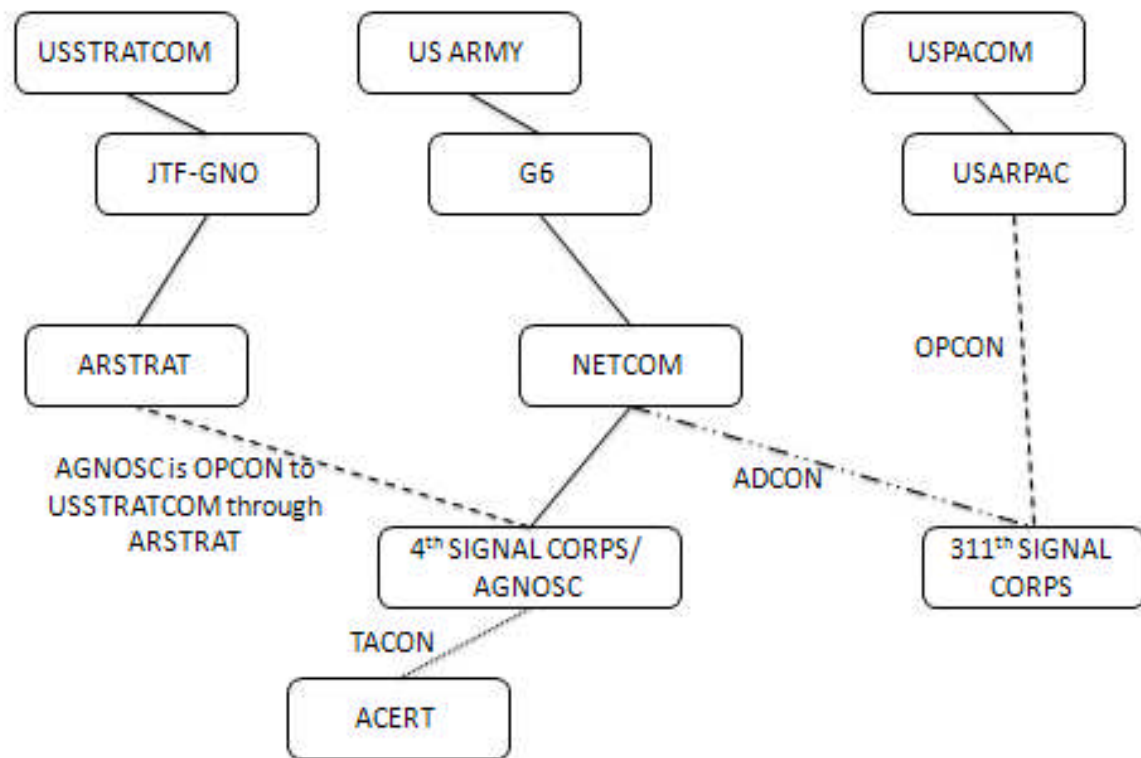 USSTRATCOM
US ARMY
USPACOM
JTF-GNO
G6
USARPAC
ARSTRAT
NETCOM
OPCON
AGNOSC is OPCON to
USSTRATCOM through
ARSTRAT
ADCON
4th SIGNAL CORPS/
AGNOSC
311th SIGNAL
CORPS
TACON
ACERT